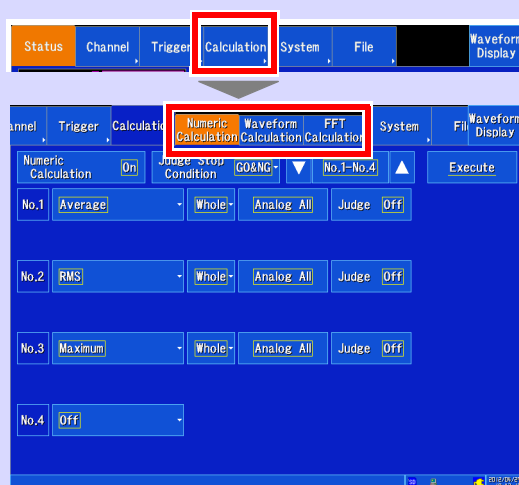 Status Channel Trigger Calculation System File Waveform Display
nnel Trigger Calculatio Numeric Calculation Waveform Calculation FFT Calculation System Fil Waveform Display
Numeric Calculation On Judge Stop Condition GO&NG No.1-No.4 Execute
No.1 Average Whole Analog All Judge Off
No.2 RMS Whole Analog All Judge Off
No.3 Maximum Whole Analog All Judge Off
No.4 Off